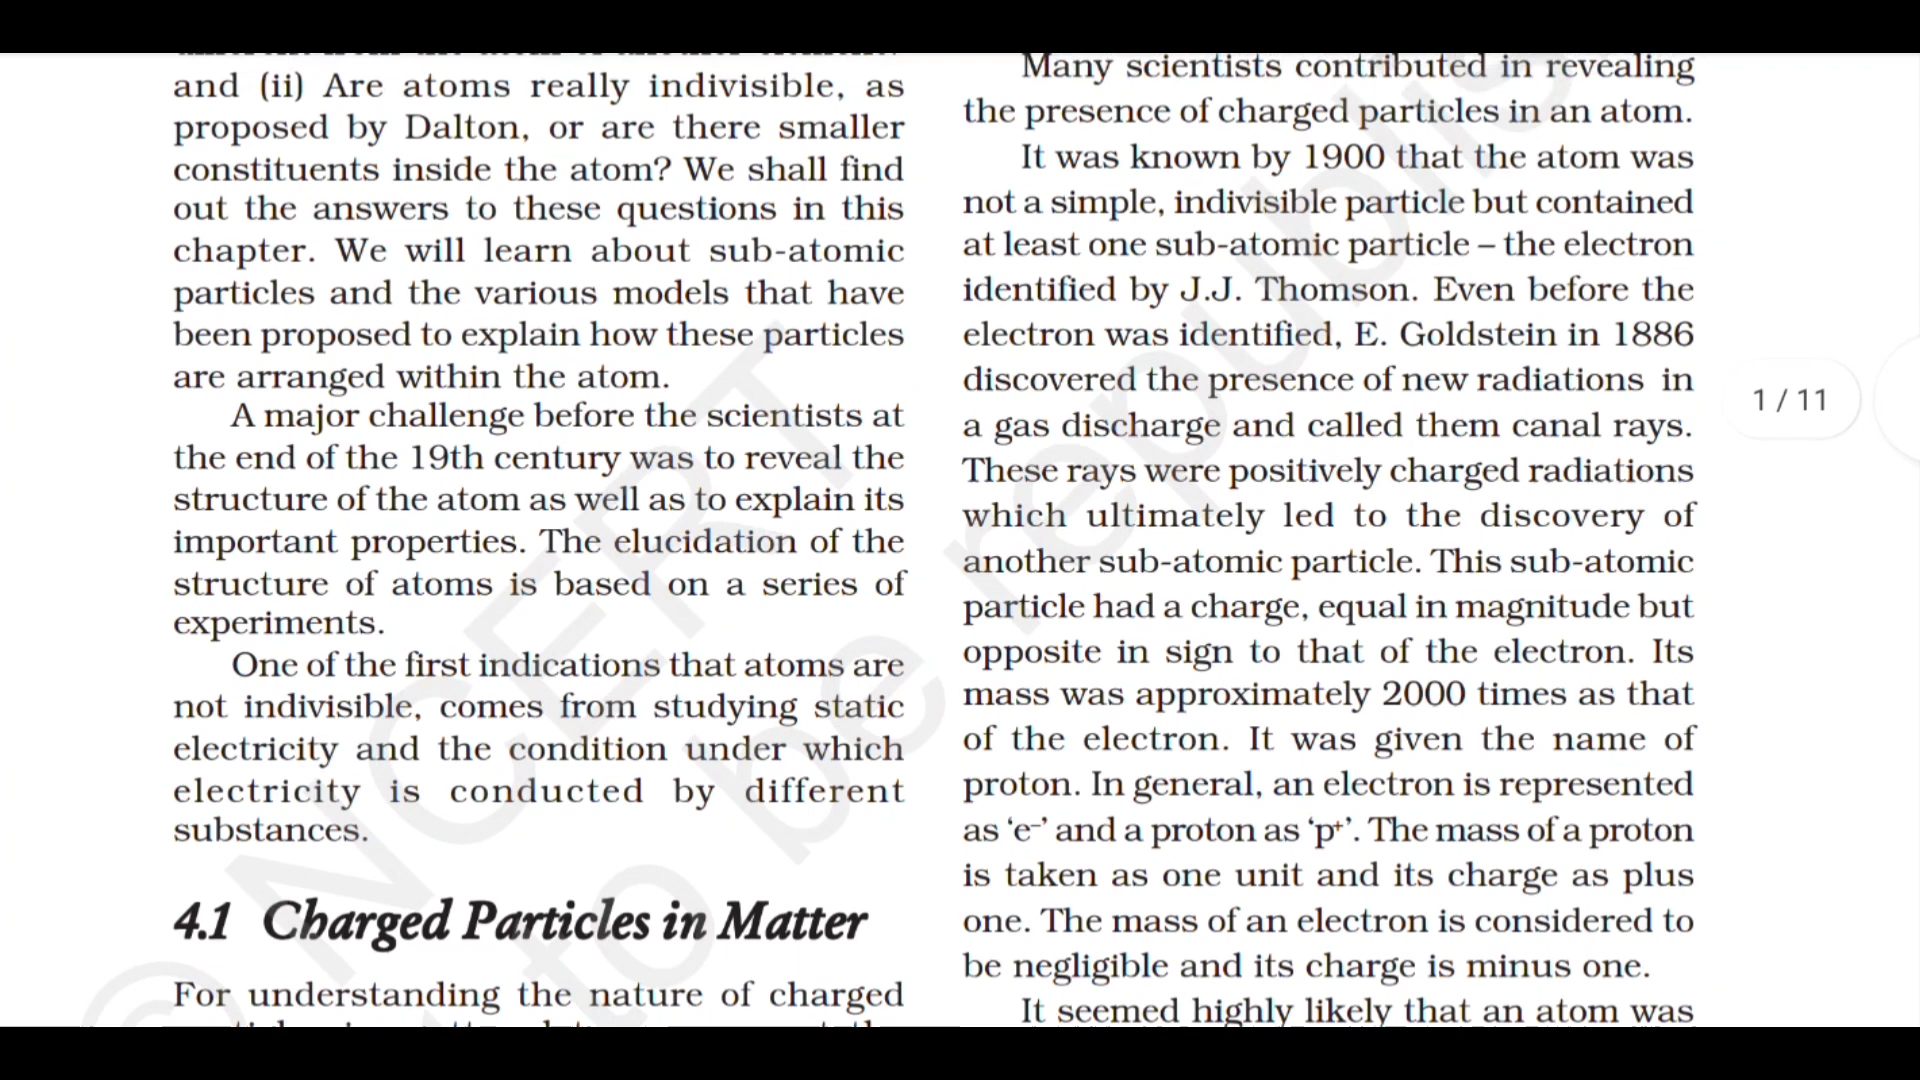 and (ii) Are atoms really indivisible, as
proposed by Dalton, or are there smaller
constituents inside the atom? We shall find
out the answers to these questions in this
chapter. We will learn about sub-atomic
particles and the various models that have
been proposed to explain how these particles
are arranged within the atom.
A major challenge before the scientists at
the end of the 19th century was to reveal the
structure of the atom as well as to explain its
important properties. The elucidation of the
structure of atoms is based on a series of
experiments.
One of the first indications that atoms are
not indivisible, comes from studying static
electricity and the condition under which
electricity is conducted by different
substances.
4.1 Charged Particles in Matter
For understanding the nature of charged
Many scientists contributed in revealing
the presence of charged particles in an atom.
It was known by 1900 that the atom was
not a simple, indivisible particle but contained
at least one sub-atomic particle – the electron
identified by J.J. Thomson. Even before the
electron was identified, E. Goldstein in 1886
discovered the presence of new radiations in
a gas discharge and called them canal rays.
These rays were positively charged radiations
which ultimately led to the discovery of
another sub-atomic particle. This sub-atomic
particle had a charge, equal in magnitude but
opposite in sign to that of the electron. Its
mass was approximately 2000 times as that
of the electron. It was given the name of
proton. In general, an electron is represented
as ‘e⁻’ and a proton as ‘p⁺’. The mass of a proton
is taken as one unit and its charge as plus
one. The mass of an electron is considered to
be negligible and its charge is minus one.
It seemed highly likely that an atom was
1 / 11
© NCERT
to be republis